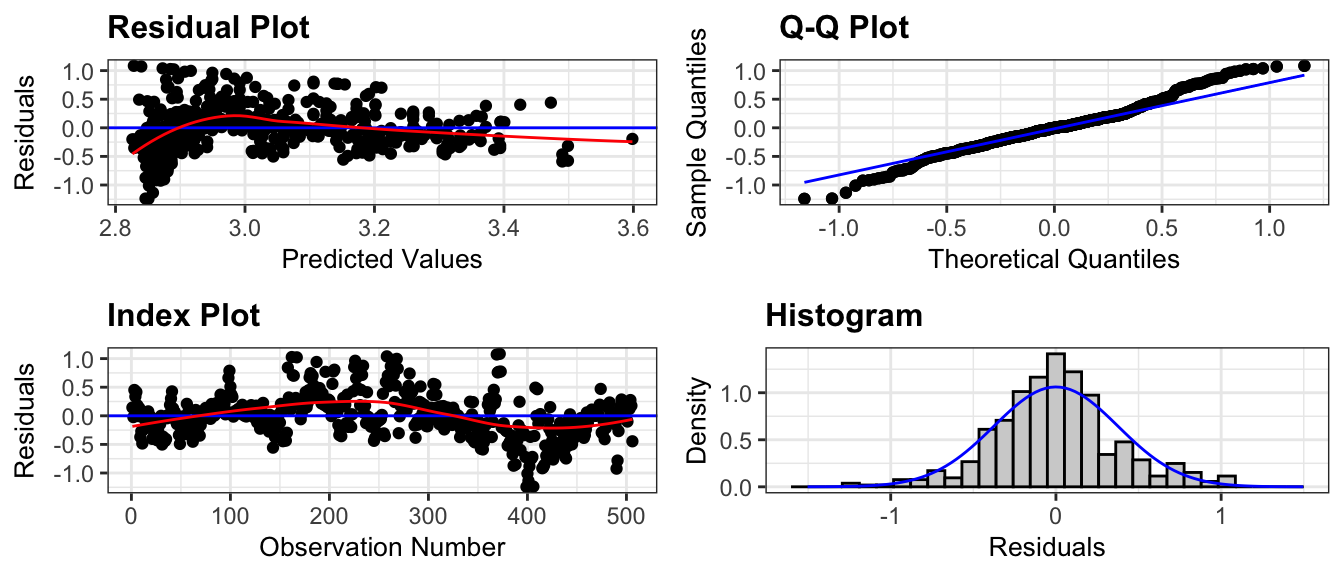 Residual Plot
Residuals
1.0
0.5
0.0
-0.5
-1.0
2.8 3.0 3.2 3.4 3.6
Predicted Values
Q-Q Plot
Sample Quantiles
1.0
0.5
0.0
-0.5
-1.0
-1.0 -0.5 0.0 0.5 1.0
Theoretical Quantiles
Index Plot
Residuals
1.0
0.5
0.0
-0.5
-1.0
0 100 200 300 400 500
Observation Number
Histogram
Density
1.0
0.5
0.0
-1 0 1
Residuals